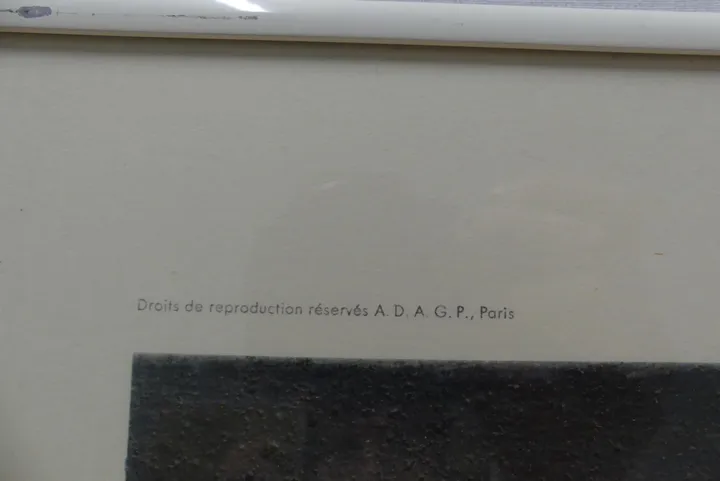 Droits de reproduction réservés A. D. A. G. P., Paris